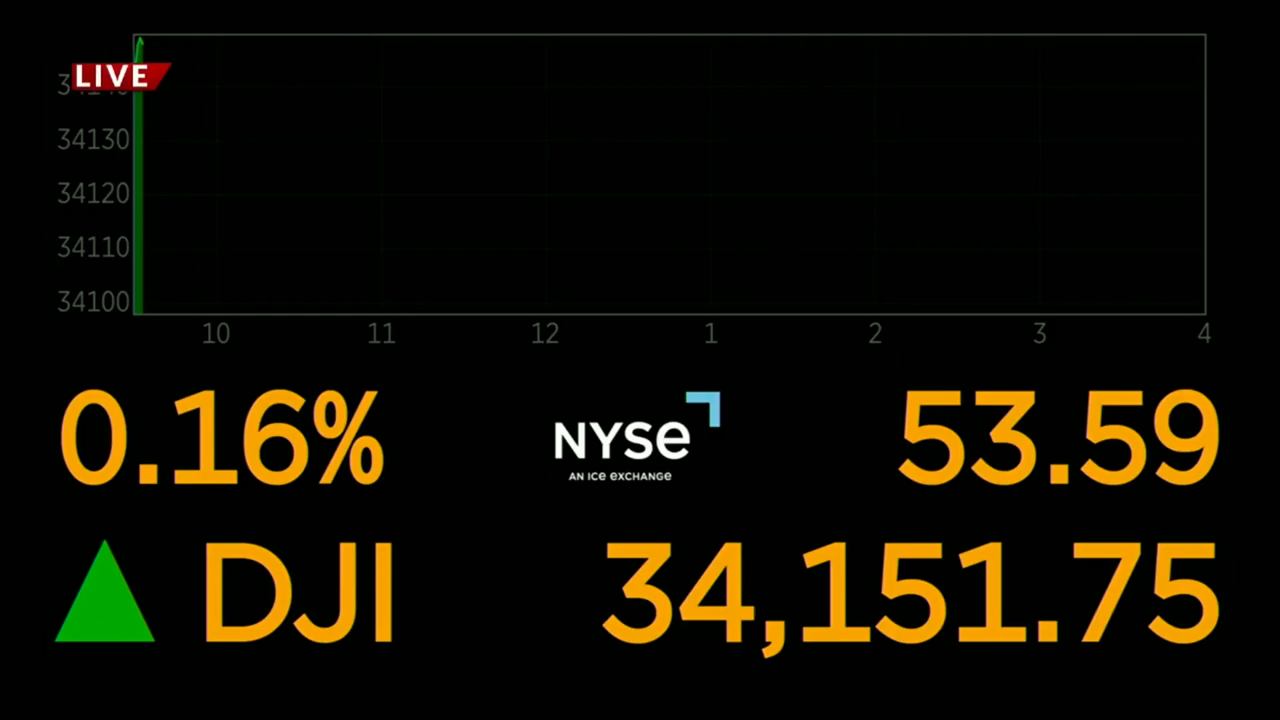 LIVE
34130
34120
34110
34100
10 11 12 1 2 3 4
0.16% NYSE 53.59
AN ICE EXCHANGE
DJI 34,151.75